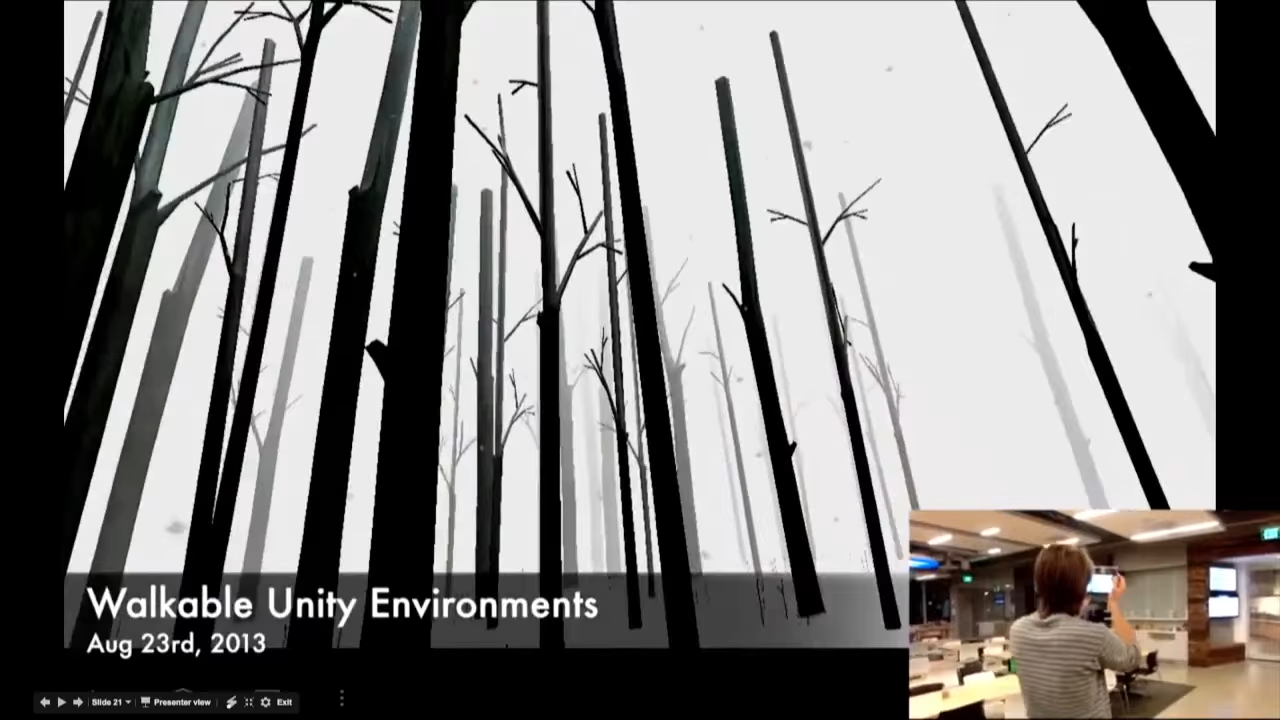 Walkable Unity Environments
Aug 23rd, 2013
Slide 21
Presenter view
Exit